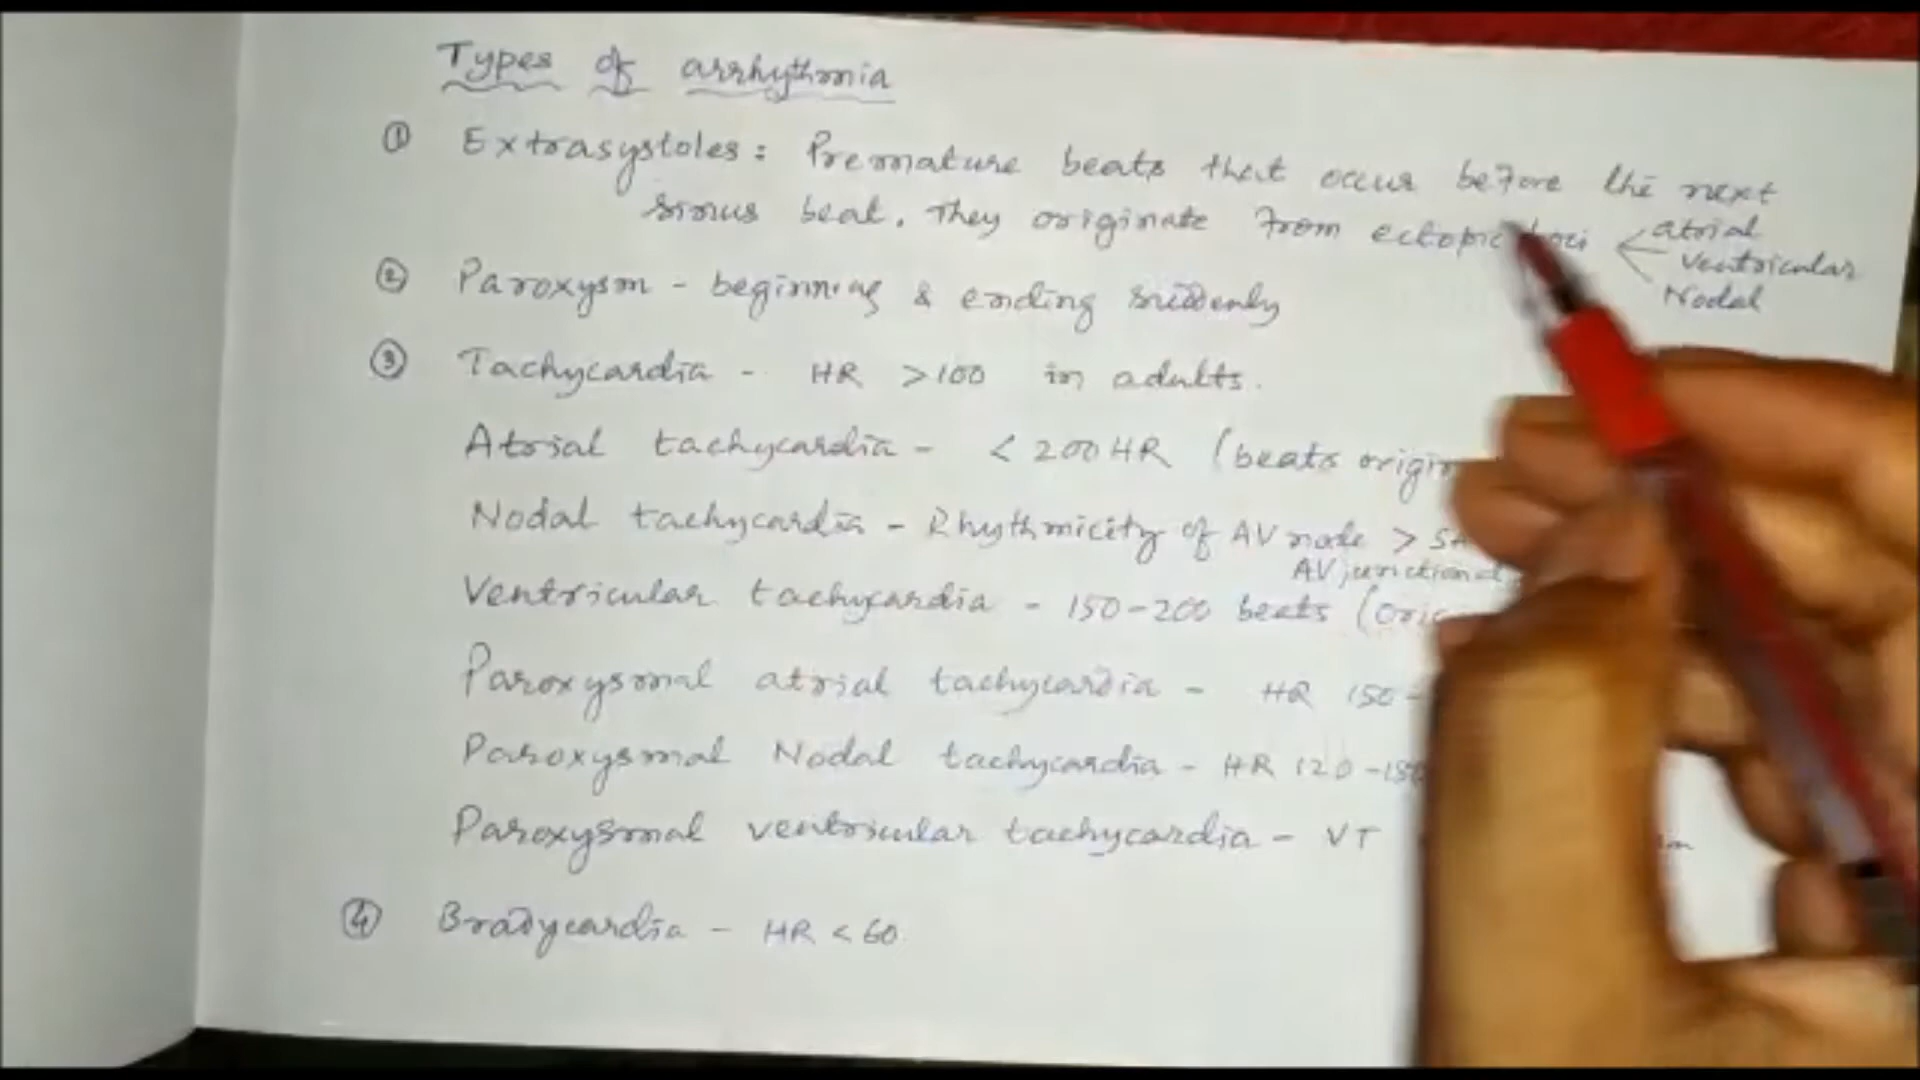 Types of arrhythmia
① Extrasystoles: Premature beats that occur before the next
sinus beat. They originate from ectopic foci
atrial
ventricular
Nodal
② Paroxysm - beginning & ending suddenly
③ Tachycardia - HR >100 in adults.
Atrial tachycardia - < 200 HR (beats
Nodal tachycardia - Rhythmicity of AV node >
AV junctional
Ventricular tachycardia - 150-200 beats
Paroxysmal atrial tachycardia - HR 150-
Paroxysmal Nodal tachycardia - HR 120-
Paroxysmal ventricular tachycardia - VT
④ Bradycardia - HR < 60